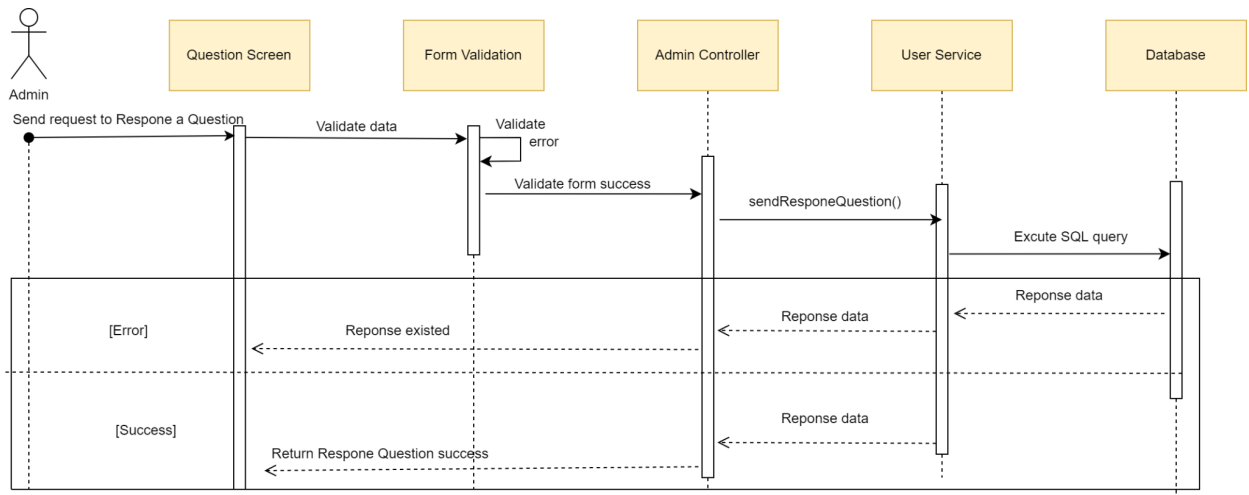 Question Screen
Form Validation
Admin Controller
User Service
Database
Admin
Send request to Respone a Question
Validate data
Validate
error
Validate form success
sendResponeQuestion()
Excute SQL query
Reponse data
Reponse data
[Error]
Reponse existed
Reponse data
[Success]
Return Respone Question success